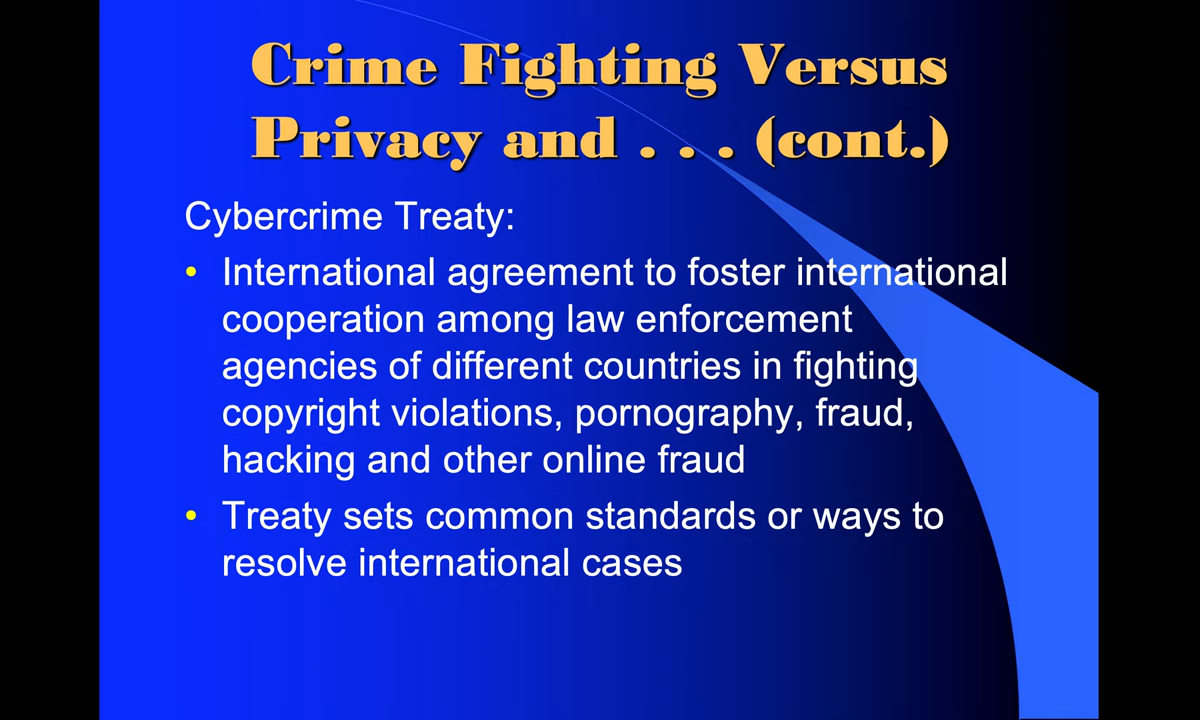 Crime Fighting Versus
Privacy and . . . (cont.)
Cybercrime Treaty:
• International agreement to foster international
cooperation among law enforcement
agencies of different countries in fighting
copyright violations, pornography, fraud,
hacking and other online fraud
• Treaty sets common standards or ways to
resolve international cases